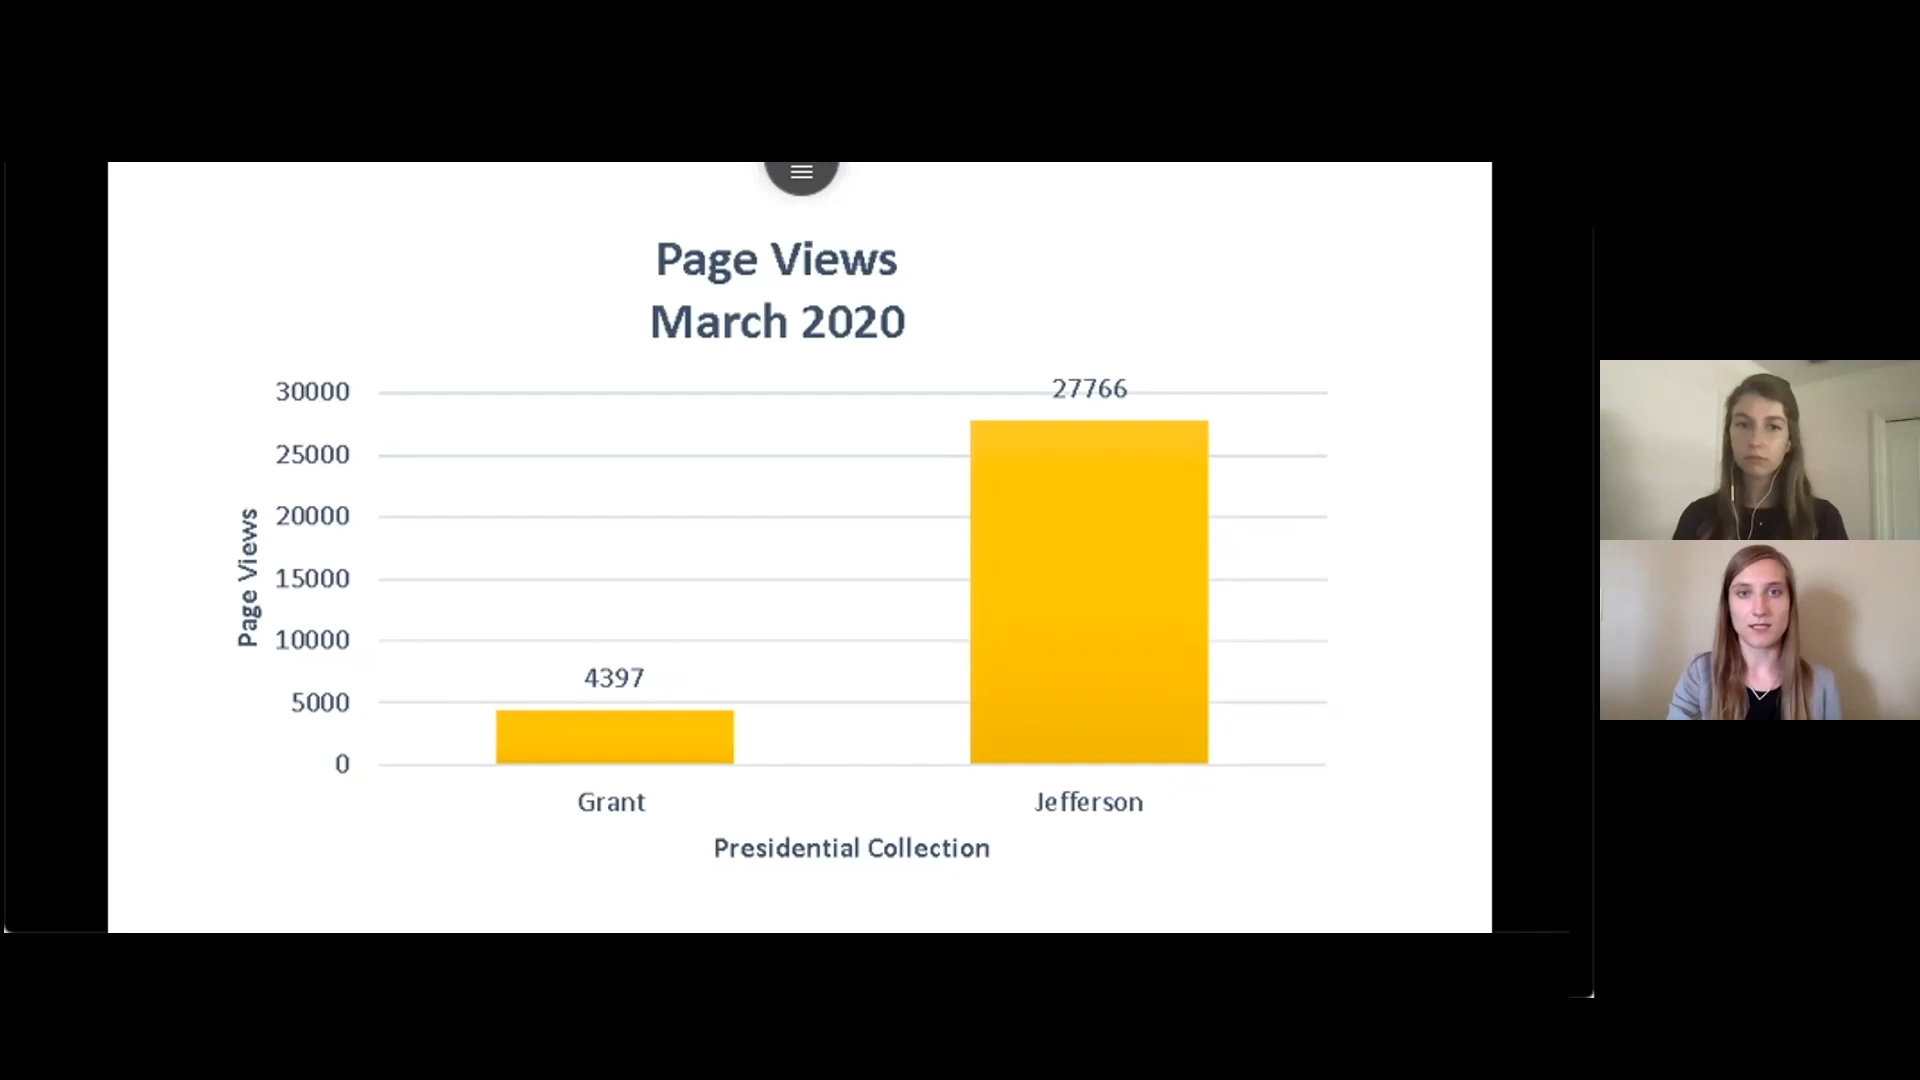 Page Views
March 2020
30000
25000
20000
15000
10000
5000
0
Page Views
4397
27766
Grant
Jefferson
Presidential Collection